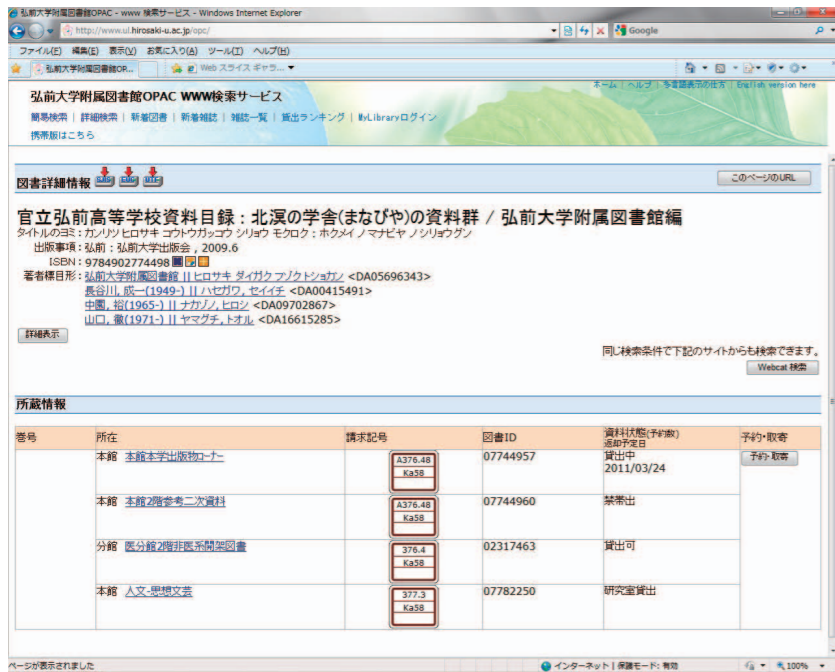 弘前大学附属図書館OPAC - www 検索サービス - Windows Internet Explorer
http://www.ul.hirosaki-u.ac.jp/opc/
Google
ファイル(F) 編集(E) 表示(V) お気に入り(A) ツール(T) ヘルプ(H)
弘前大学附属図書館OP... Web スライス ギャラ...
ホーム | ヘルプ | 多言語表示の仕方 | English version here
弘前大学附属図書館OPAC WWW検索サービス
簡易検索 | 詳細検索 | 新着図書 | 新着雑誌 | 雑誌一覧 | 貸出ランキング | MyLibraryログイン
携帯版はこちら
図書詳細情報
このページのURL
官立弘前高等学校資料目録 : 北溟の学舎(まなびや)の資料群 / 弘前大学附属図書館編
タイトルのヨミ : カンリツ ヒロサキ コウトウガッコウ シリョウ モクロク : ホクメイ ノ マナビヤ ノ シリョウグン
出版事項 : 弘前 : 弘前大学出版会 , 2009.6
ISBN : 9784902774498
著者標目形 : 弘前大学附属図書館 || ヒロサキ ダイガク フゾク トショカン <DA05696343>
長谷川, 成一(1949-) || ハセガワ, セイイチ <DA00415491>
中園, 裕(1965-) || ナカゾノ, ヒロシ <DA09702867>
山口, 徹(1971-) || ヤマグチ, トオル <DA16615285>
詳細表示
同じ検索条件で下記のサイトからも検索できます。
Webcat 検索
所蔵情報
巻号 所在 請求記号 図書ID 資料状態(予約数) 返却予定日 予約・取寄
本館 本館本学出版物コーナー A376.48 Ka58 07744957 貸出中 2011/03/24 予約・取寄
本館 本館2階参考二次資料 A376.48 Ka58 07744960 禁帯出
分館 医分館2階非医系開架図書 376.4 Ka58 02317463 貸出可
本館 人文-思想文芸 377.3 Ka58 07782250 研究室貸出
ページが表示されました インターネット | 保護モード: 有効 100%